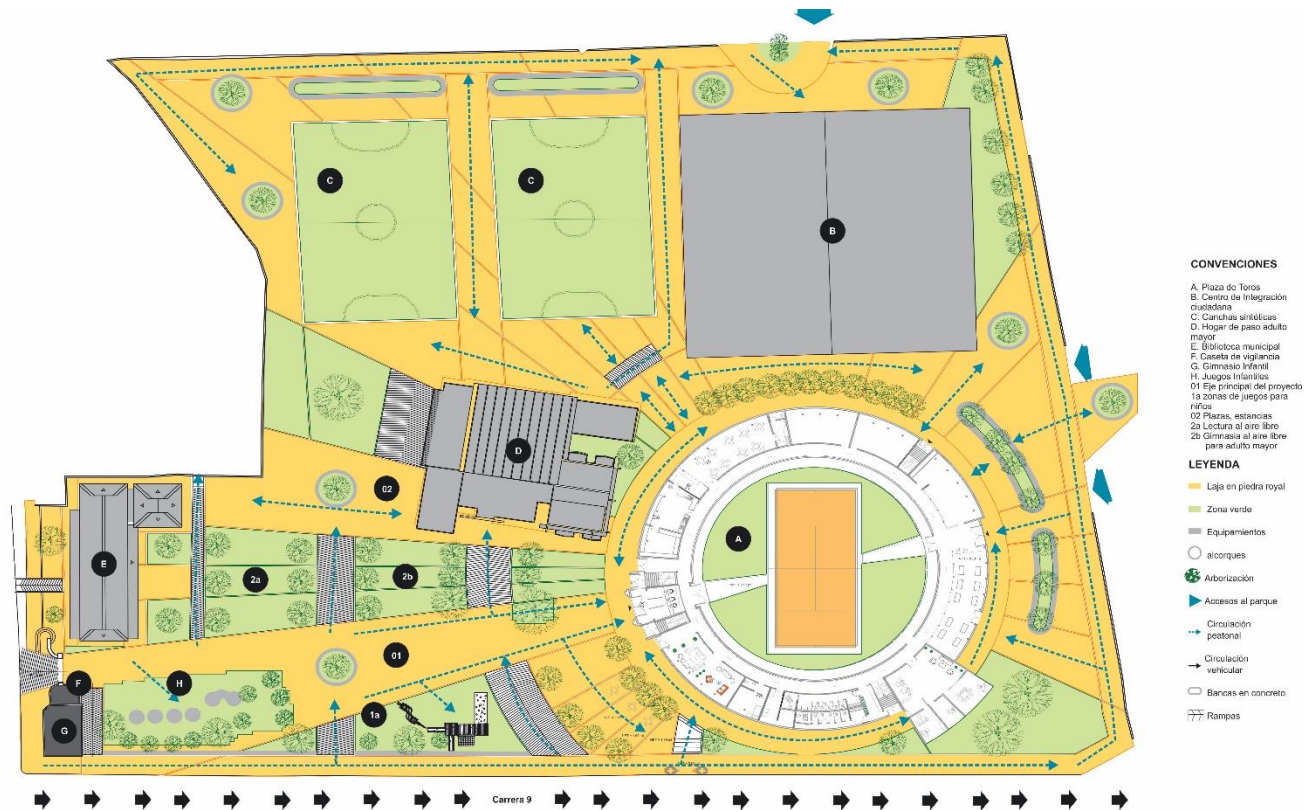 C
C
B
D
02
E
A
2a
2b
01
F
H
1a
G
Carrera 9
CONVENCIONES
A. Plaza de Toros
B. Centro de Integración
ciudadana
C. Canchas sintéticas
D. Hogar de paso adulto
mayor
E. Biblioteca municipal
F. Caseta de vigilancia
G. Gimnasio Infantil
H. Juegos Infantiles
01 Eje principal del proyecto
1a zonas de juegos para
niños
02 Plazas, estancias
2a Lectura al aire libre
2b Gimnasia al aire libre
para adulto mayor
LEYENDA
Laja en piedra royal
Zona verde
Equipamientos
alcorques
Arborización
Accesos al parque
Circulación
peatonal
Circulación
vehicular
Bancas en concreto
Rampas